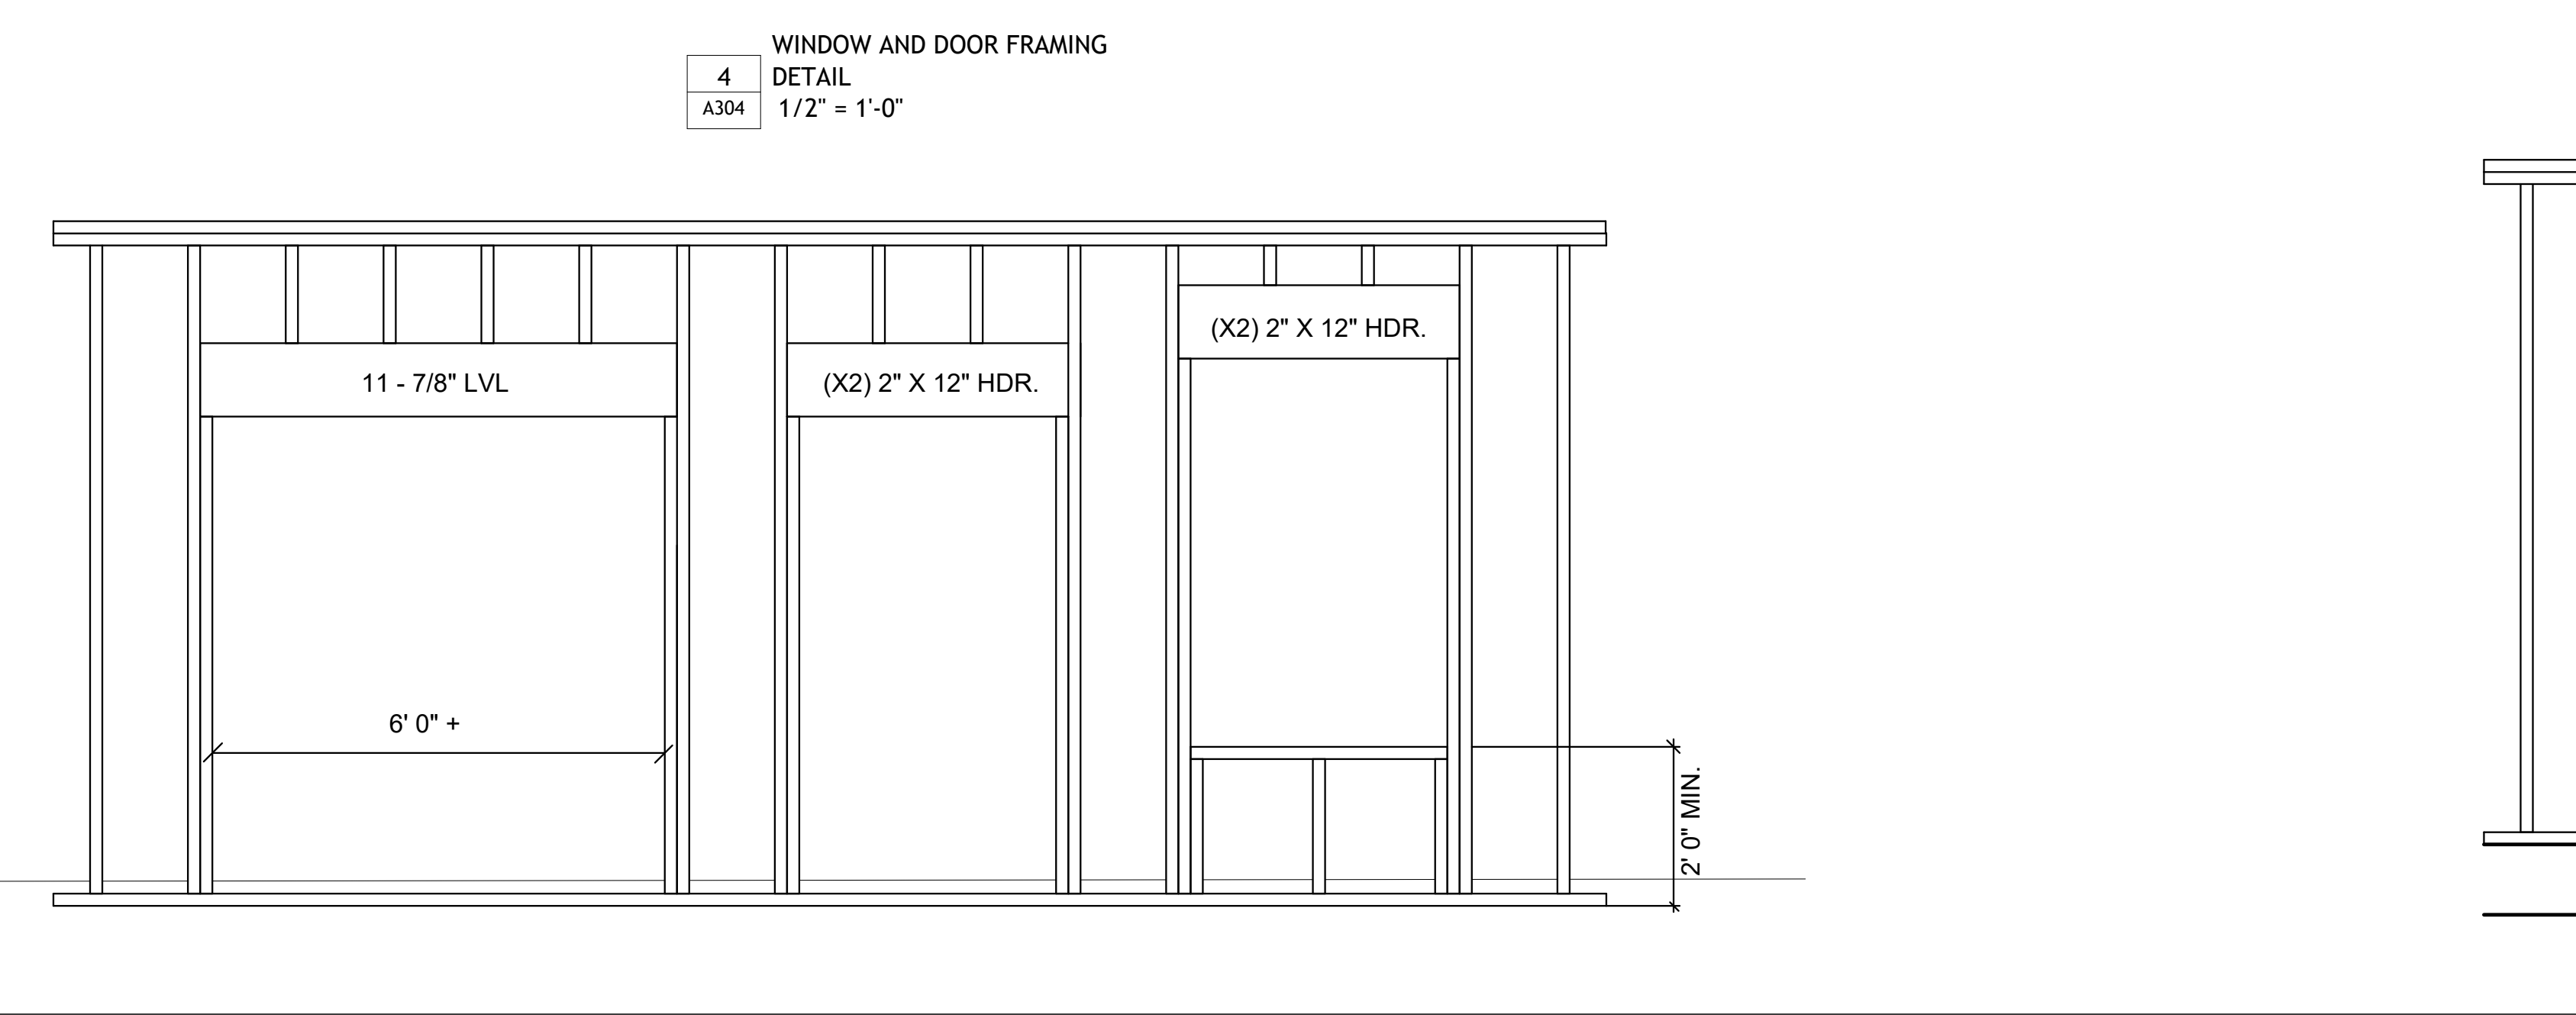 WINDOW AND DOOR FRAMING
4
DETAIL
A304
1/2" = 1'-0"
(X2) 2" X 12" HDR.
11 - 7/8" LVL
(X2) 2" X 12" HDR.
6' 0" +
2' 0" MIN.